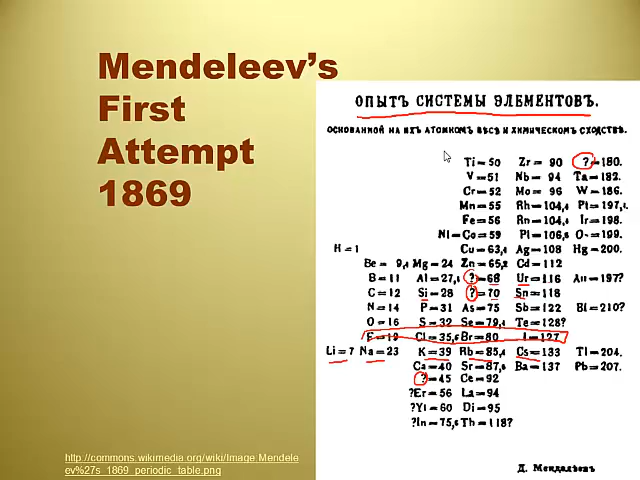 Mendeleev's
First
Attempt
1869
ОПЫТЪ СИСТЕМЫ ЭЛЕМЕНТОВЪ.
ОСНОВАННОЙ НА ИХЪ АТОМНОМЪ ВѢСѢ И ХИМИЧЕСКОМЪ СХОДСТВѢ.
Ti = 50 Zr = 90 ? = 180.
V = 51 Nb = 94 Ta = 182.
Cr = 52 Mo = 96 W = 186.
Mn = 55 Rh = 104,4 Pt = 197,1.
Fe = 56 Rn = 104,4 Ir = 198.
Ni = Co = 59 Pl = 106,6 O- = 199.
H = 1 Cu = 63,4 Ag = 108 Hg = 200.
Be = 9,4 Mg = 24 Zn = 65,2 Cd = 112
B = 11 Al = 27,1 ? = 68 Ur = 116 Au = 197?
C = 12 Si = 28 ? = 70 Sn = 118
N = 14 P = 31 As = 75 Sb = 122 Bl = 210?
O = 16 S = 32 Se = 79,4 Te = 128?
F = 19 Cl = 35,5 Br = 80 I = 127
Li = 7 Na = 23 K = 39 Rb = 85,4 Cs = 133 Tl = 204.
Ca = 40 Sr = 87,6 Ba = 137 Pb = 207.
? = 45 Ce = 92
?Er = 56 La = 94
?Yl = 60 Di = 95
?In = 75,6 Th = 118?
Д. Менделѣевъ
http://commons.wikimedia.org/wiki/Image:Mendele
ev%27s_1869_periodic_table.png